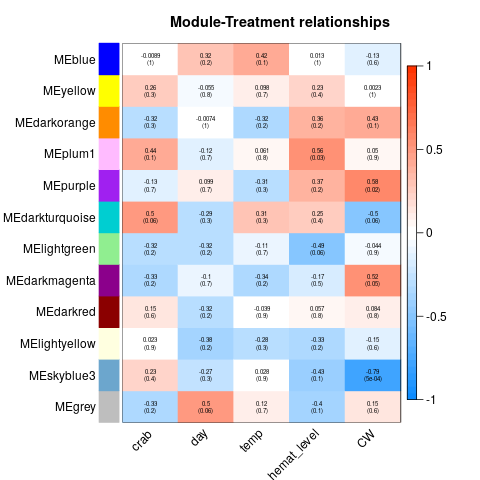 Module-Treatment relationships
MEblue -0.0089 0.32 0.42 0.013 -0.13
(1) (0.2) (0.1) (1) (0.6)
MEyellow 0.26 -0.055 0.098 0.23 0.0023
(0.3) (0.8) (0.7) (0.4) (1)
MEdarkorange -0.32 -0.0074 -0.32 0.36 0.43
(0.3) (1) (0.2) (0.2) (0.1)
MEplum1 0.44 -0.12 0.061 0.56 0.05
(0.1) (0.7) (0.8) (0.03) (0.9)
MEpurple -0.13 0.099 -0.31 0.37 0.58
(0.7) (0.7) (0.3) (0.2) (0.02)
MEdarkturquoise 0.5 -0.29 0.31 0.25 -0.5
(0.06) (0.3) (0.3) (0.4) (0.06)
MElightgreen -0.32 -0.32 -0.11 -0.49 -0.044
(0.2) (0.2) (0.7) (0.06) (0.9)
MEdarkmagenta -0.33 -0.1 -0.34 -0.17 0.52
(0.2) (0.7) (0.2) (0.5) (0.05)
MEdarkred 0.15 -0.32 -0.039 0.057 0.084
(0.6) (0.2) (0.9) (0.8) (0.8)
MElightyellow 0.023 -0.38 -0.28 -0.33 -0.15
(0.9) (0.2) (0.3) (0.2) (0.6)
MEskyblue3 0.23 -0.27 0.028 -0.43 -0.79
(0.4) (0.3) (0.9) (0.1) (5e-04)
MEgrey -0.33 0.5 0.12 -0.4 0.15
(0.2) (0.06) (0.7) (0.1) (0.6)
crab day temp hemat_level CW
1
0.5
0
-0.5
-1